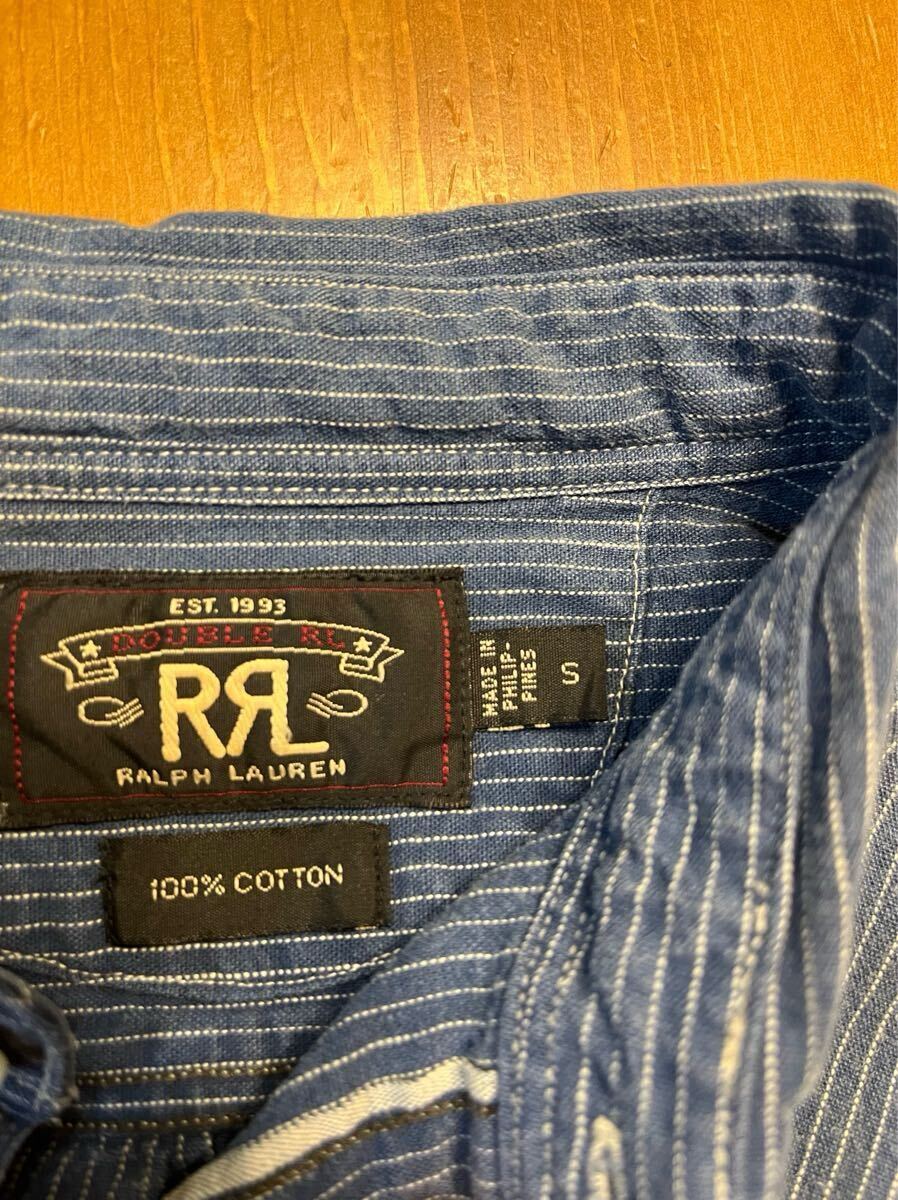 EST. 1993
DOUBLE RL
RRL
RALPH LAUREN
MADE IN
PHILIP-
PINES
S
100% COTTON